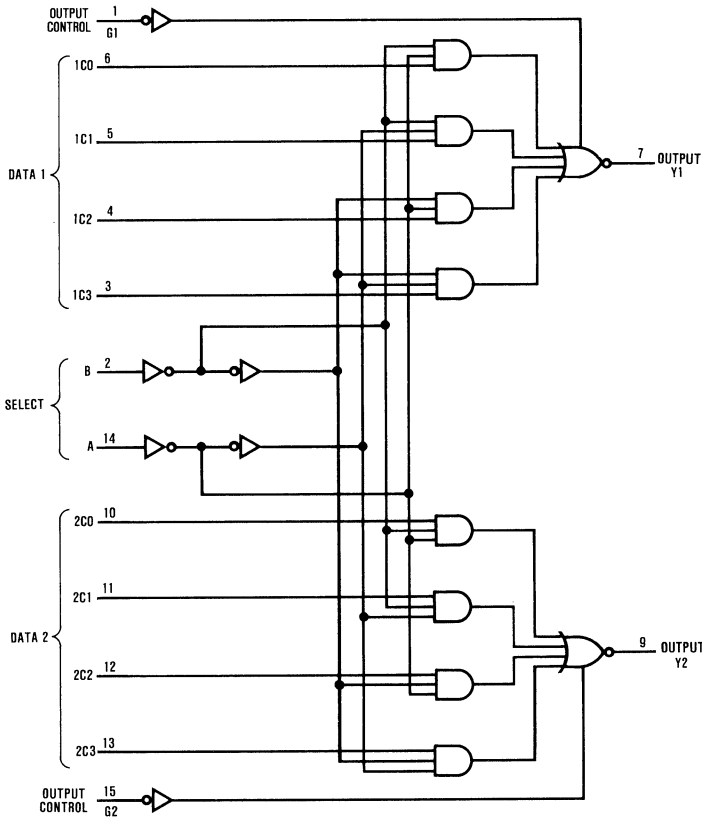 OUTPUT CONTROL 1 G1
1C0 6
1C1 5
DATA 1
7 OUTPUT Y1
1C2 4
1C3 3
B 2
SELECT
A 14
2C0 10
2C1 11
DATA 2
9 OUTPUT Y2
2C2 12
2C3 13
OUTPUT CONTROL 15 G2